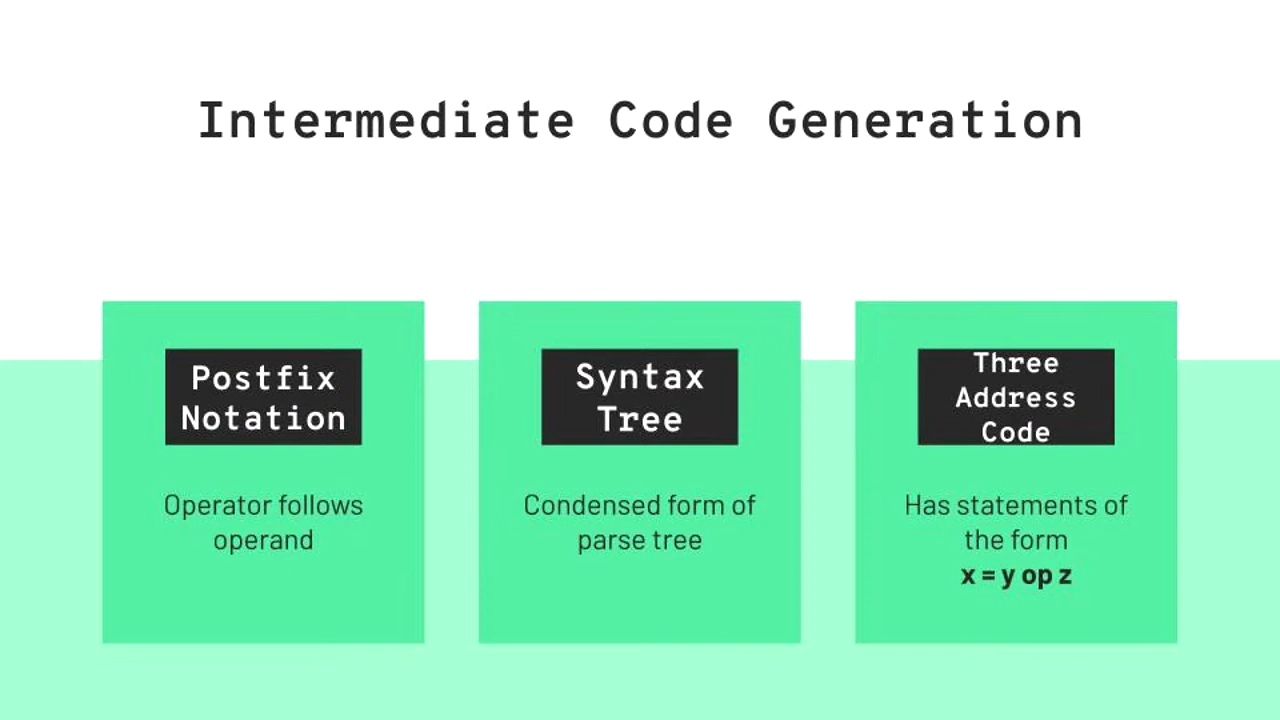 Intermediate Code Generation
Postfix
Notation
Operator follows
operand
Syntax
Tree
Condensed form of
parse tree
Three
Address
Code
Has statements of
the form
x = y op z